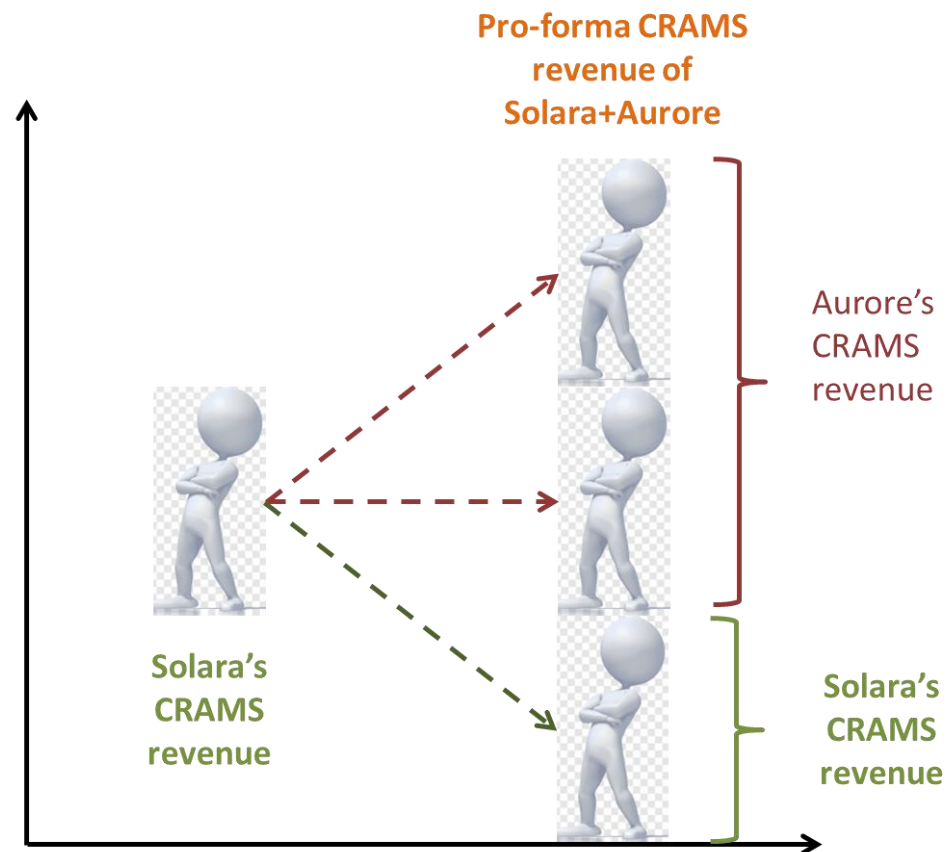 Pro-forma CRAMS
revenue of
Solara+Aurore
Aurore’s
CRAMS
revenue
Solara’s
CRAMS
revenue
Solara’s
CRAMS
revenue